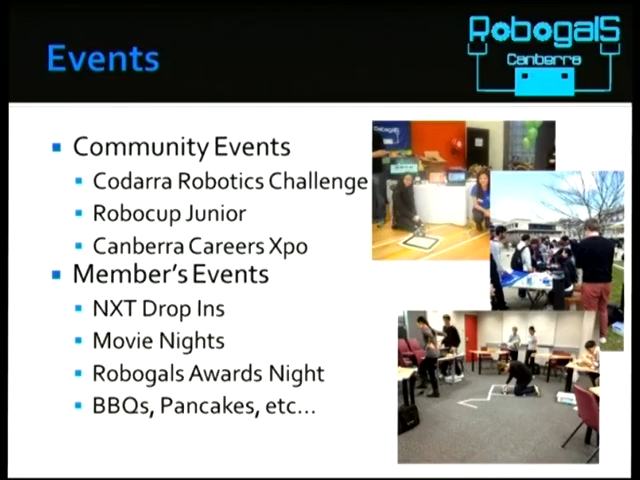 Events
Robogals
Canberra
Community Events
Codarra Robotics Challenge
Robocup Junior
Canberra Careers Xpo
Member's Events
NXT Drop Ins
Movie Nights
Robogals Awards Night
BBQs, Pancakes, etc...